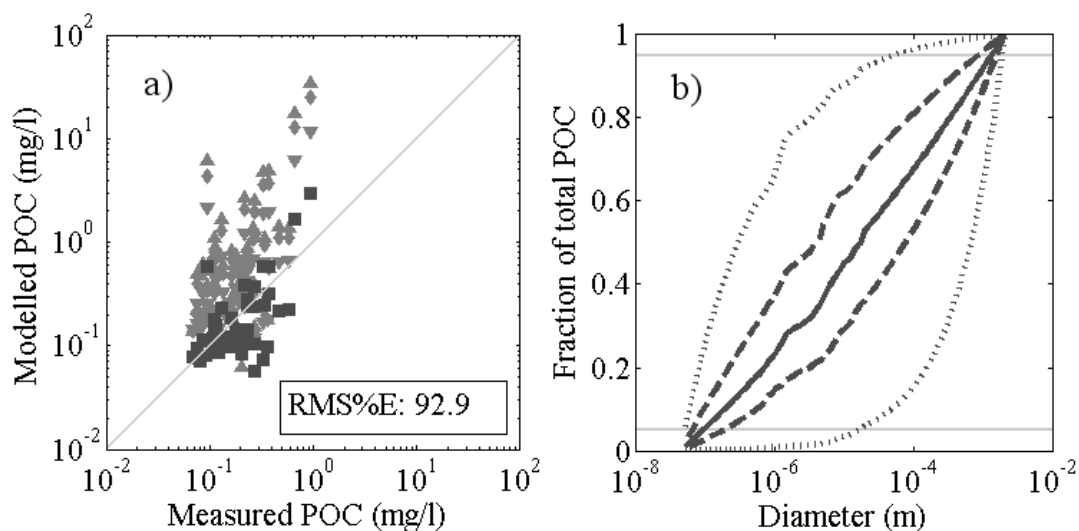 a)
Modelled POC (mg/l)
10^2
10^1
10^0
10^-1
10^-2
RMS%E: 92.9
10^-2 10^-1 10^0 10^1 10^2
Measured POC (mg/l)
b)
Fraction of total POC
1
0.8
0.6
0.4
0.2
0
10^-8 10^-6 10^-4 10^-2
Diameter (m)